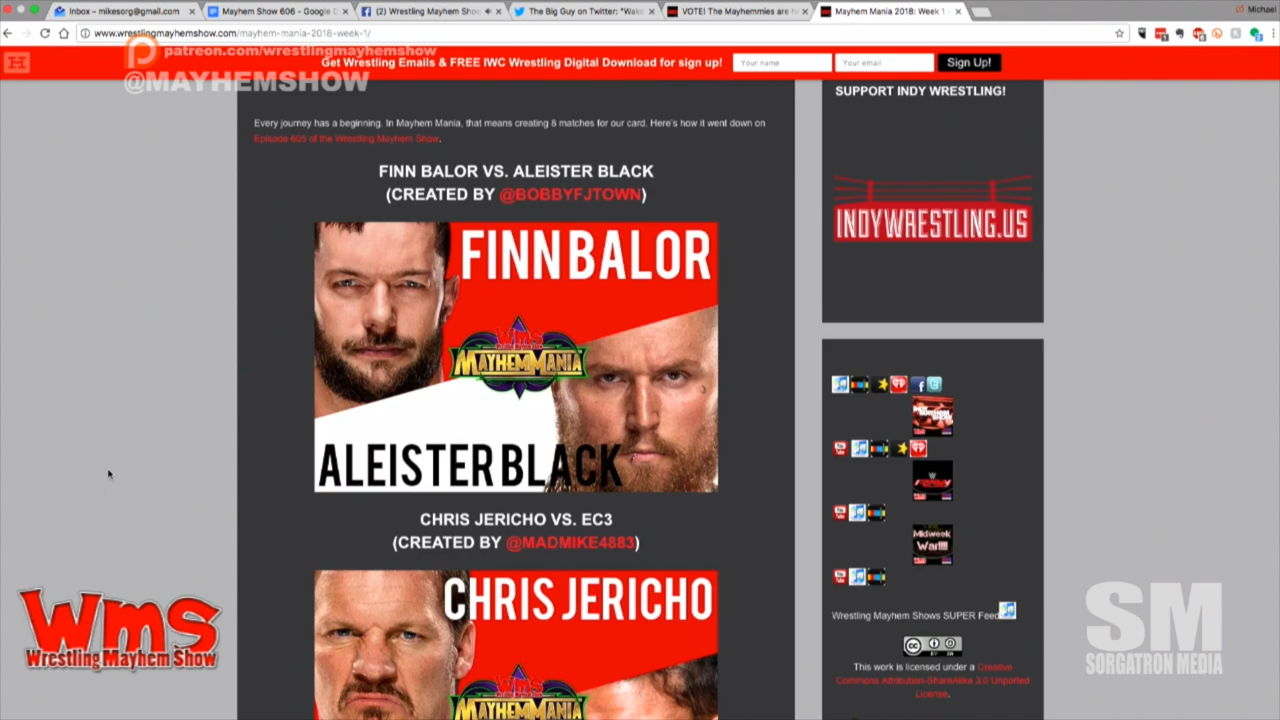 Inbox - mikesorg@gmail.com
Mayhem Show 606 - Google
(2) Wrestling Mayhem Sho
The Big Guy on Twitter: "Wak
VOTE! The Mayhemmies are h
Mayhem Mania 2018: Week 1 -
Michael
www.wrestlingmayhemshow.com/mayhem-mania-2018-week-1/
patreon.com/wrestlingmayhemshow
@MAYHEMSHOW
Get Wrestling Emails & FREE IWC Wrestling Digital Download for sign up!
Your name
Your email
Sign Up!
Every journey has a beginning. In Mayhem Mania, that means creating 8 matches for our card. Here's how it went down on
Episode 605 of the Wrestling Mayhem Show.
FINN BALOR VS. ALEISTER BLACK
(CREATED BY @BOBBYFJTOWN)
FINN BALOR
WMS
MAYHEMMANIA
ALEISTER BLACK
CHRIS JERICHO VS. EC3
(CREATED BY @MADMIKE4883)
CHRIS JERICHO
WMS
MAYHEMMANIA
SUPPORT INDY WRESTLING!
INDYWRESTLING.US
Midweek
War!!!!
Wrestling Mayhem Shows SUPER Feed
This work is licensed under a Creative
Commons Attribution-ShareAlike 3.0 Unported
License.
Wms
Wrestling Mayhem Show
SM
SORGATRON MEDIA